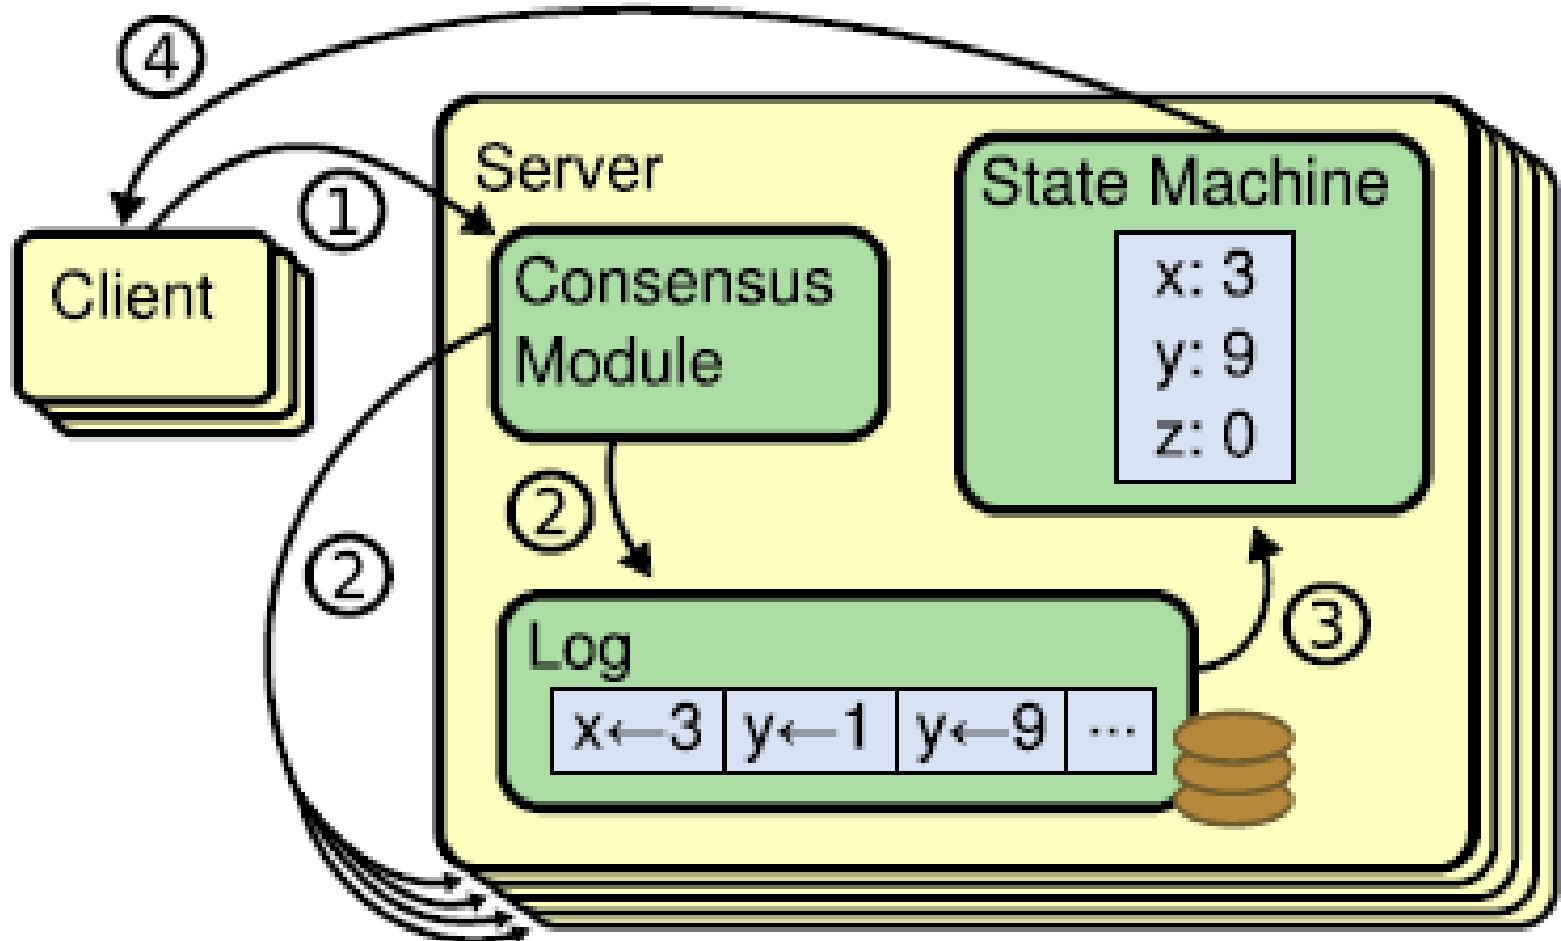 ④
①
Server
State Machine
x: 3
y: 9
z: 0
Client
Consensus
Module
②
②
③
Log
x←3 y←1 y←9 ...